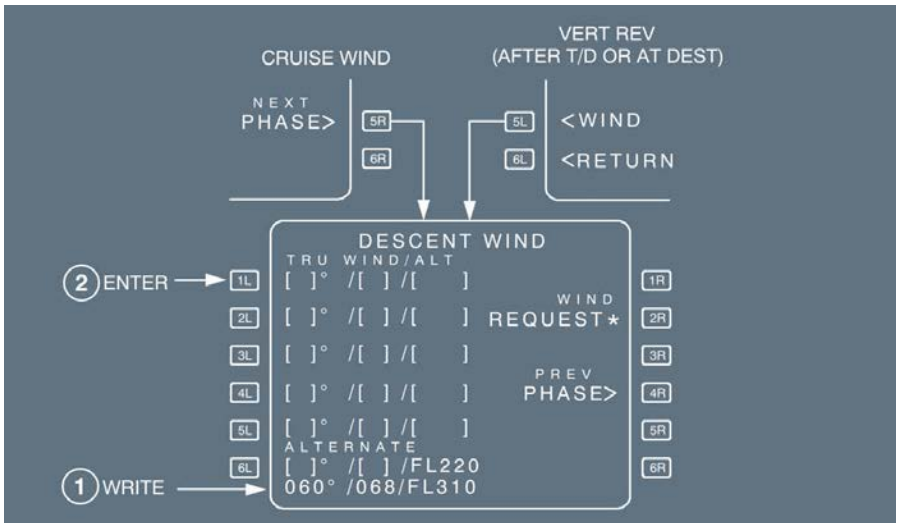 CRUISE WIND
VERT REV
(AFTER T/D OR AT DEST)
NEXT
PHASE>
5R
6R
5L
<WIND
6L
<RETURN
DESCENT WIND
TRU WIND/ALT
2 ENTER
1L
[ ]° /[ ] /[ ]
1R
WIND
2L
[ ]° /[ ] /[ ]
REQUEST*
2R
3L
[ ]° /[ ] /[ ]
3R
PREV
4L
[ ]° /[ ] /[ ]
PHASE>
4R
5L
[ ]° /[ ] /[ ]
5R
ALTERNATE
6L
[ ]° /[ ] /FL220
6R
1 WRITE
060° /068/FL310